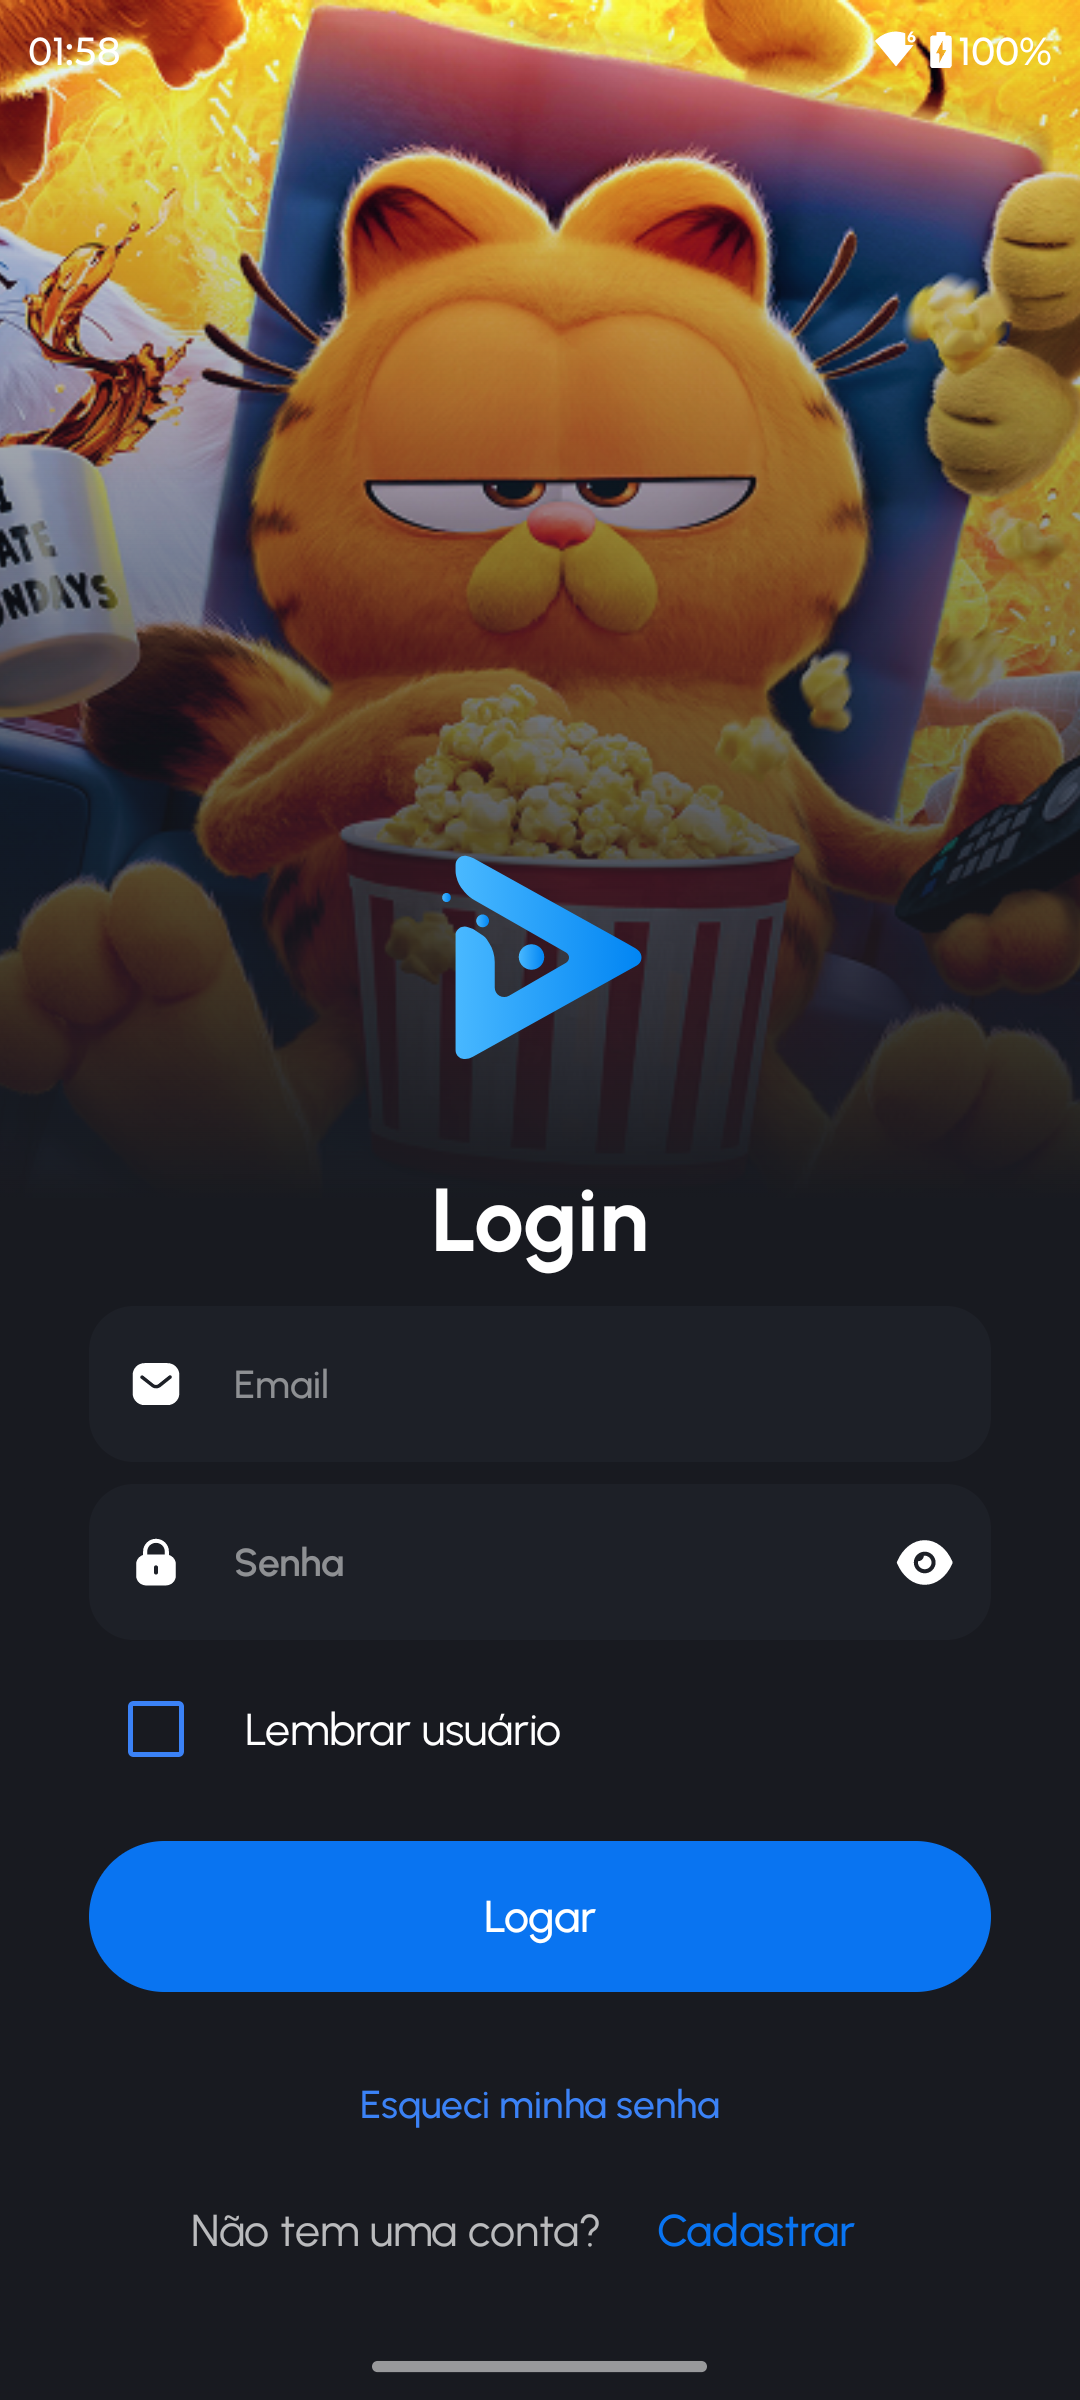 01:58
6
100%
I
ATE
NDAYS
Login
Email
Senha
Lembrar usuário
Logar
Esqueci minha senha
Não tem uma conta? Cadastrar